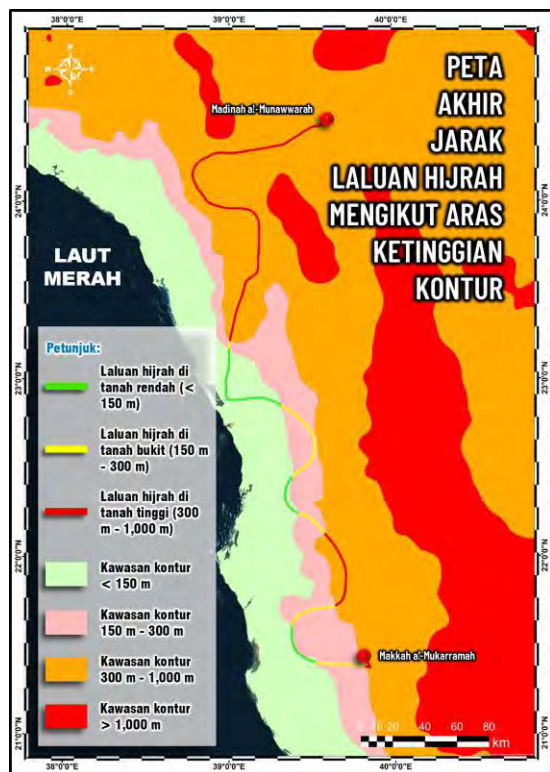 38°0'0"E
39°0'0"E
40°0'0"E
N
W
E
S
PETA
AKHIR
JARAK
LALUAN HIJRAH
MENGIKUT ARAS
KETINGGIAN
KONTUR
Madinah al-Munawwarah
24°0'0"N
24°0'0"N
LAUT
MERAH
Petunjuk:
Laluan hijrah di
tanah rendah (<
150 m)
Laluan hijrah di
tanah bukit (150 m
- 300 m)
Laluan hijrah di
tanah tinggi (300
m - 1,000 m)
Kawasan kontur
< 150 m
Kawasan kontur
150 m - 300 m
Kawasan kontur
300 m - 1,000 m
Kawasan kontur
> 1,000 m
23°0'0"N
23°0'0"N
22°0'0"N
22°0'0"N
Makkah al-Mukarramah
21°0'0"N
21°0'0"N
0 10 20 40 60 80
km
38°0'0"E
39°0'0"E
40°0'0"E